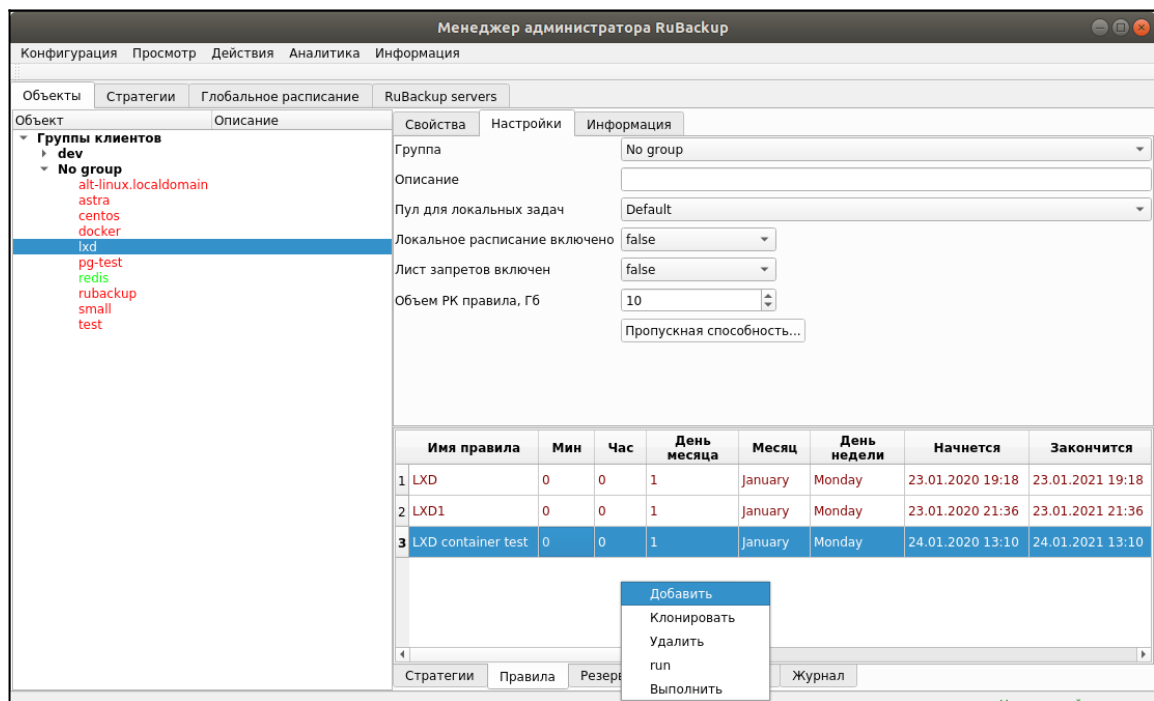 Менеджер администратора RuBackup
Конфигурация Просмотр Действия Аналитика Информация
Объекты Стратегии Глобальное расписание RuBackup servers
Объект Описание
Группы клиентов
dev
No group
alt-linux.localdomain
astra
centos
docker
lxd
pg-test
redis
rubackup
small
test
Свойства Настройки Информация
Группа No group
Описание
Пул для локальных задач Default
Локальное расписание включено false
Лист запретов включен false
Объем РК правила, Гб 10
Пропускная способность...
Имя правила Мин Час День месяца Месяц День недели Начнется Закончится
1 LXD 0 0 1 January Monday 23.01.2020 19:18 23.01.2021 19:18
2 LXD1 0 0 1 January Monday 23.01.2020 21:36 23.01.2021 21:36
3 LXD container test 0 0 1 January Monday 24.01.2020 13:10 24.01.2021 13:10
Добавить
Клонировать
Удалить
run
Выполнить
Стратегии Правила Резерв Журнал